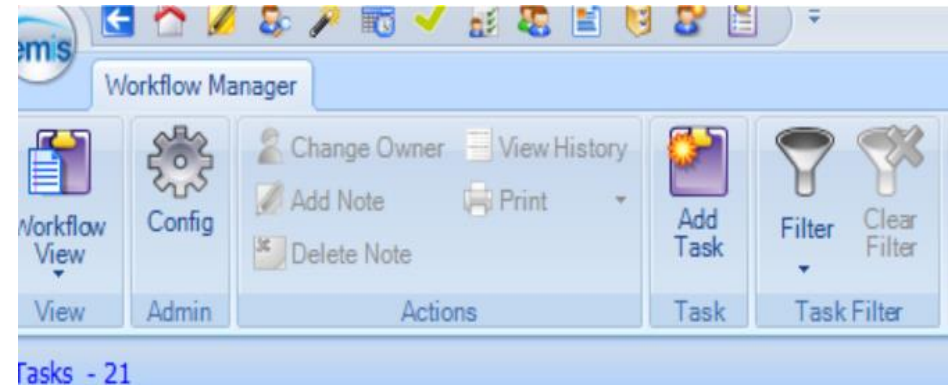 emis
Workflow Manager
Workflow
View
View
Config
Admin
Change Owner
View History
Add Note
Print
Delete Note
Actions
Add
Task
Task
Filter
Clear
Filter
Task Filter
Tasks - 21